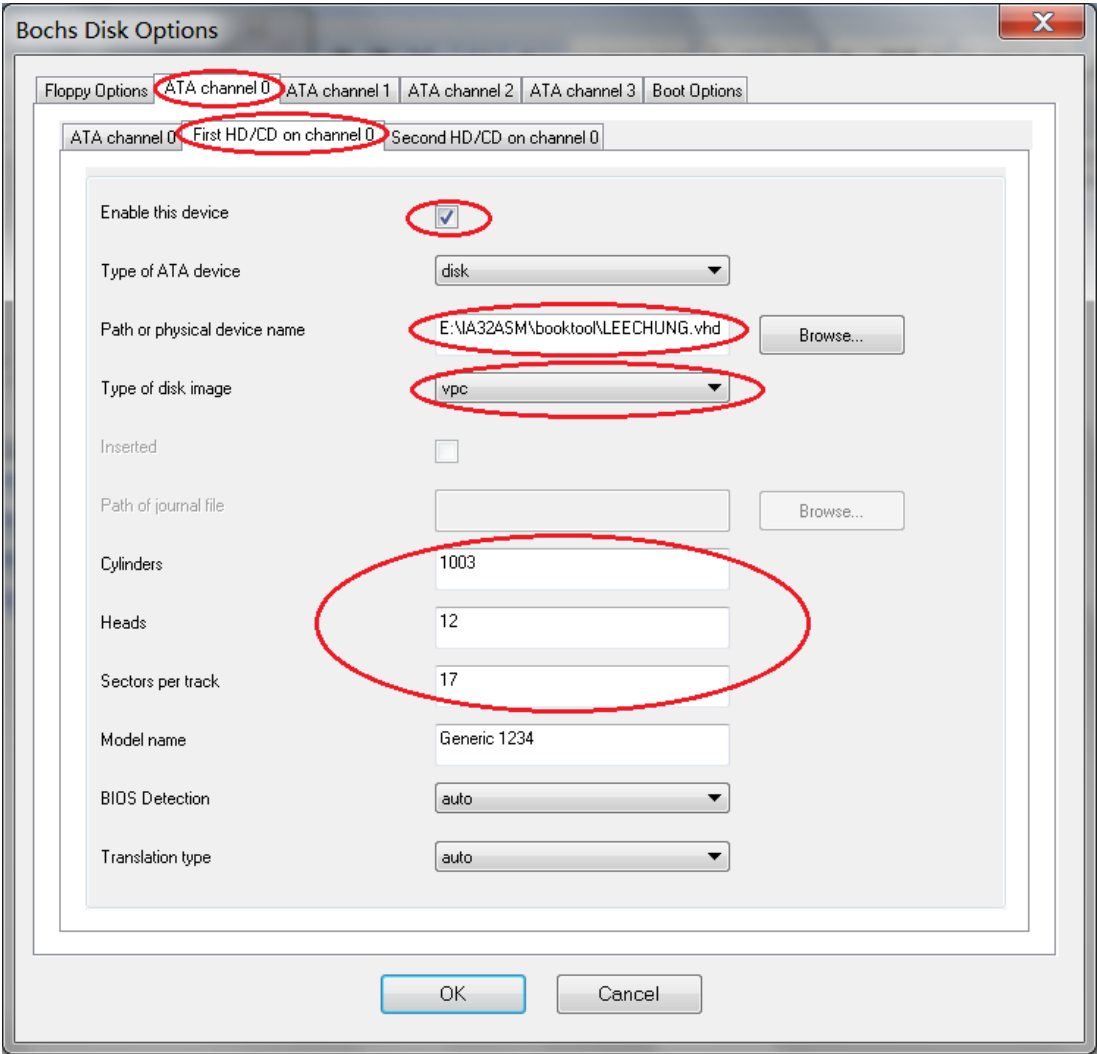 Bochs Disk Options
X
Floppy Options ATA channel 0 ATA channel 1 ATA channel 2 ATA channel 3 Boot Options
ATA channel 0 First HD/CD on channel 0 Second HD/CD on channel 0
Enable this device
Type of ATA device disk
Path or physical device name E:\IA32ASM\booktool\LEECHUNG.vhd Browse...
Type of disk image vpc
Inserted
Path of journal file Browse...
Cylinders 1003
Heads 12
Sectors per track 17
Model name Generic 1234
BIOS Detection auto
Translation type auto
OK Cancel